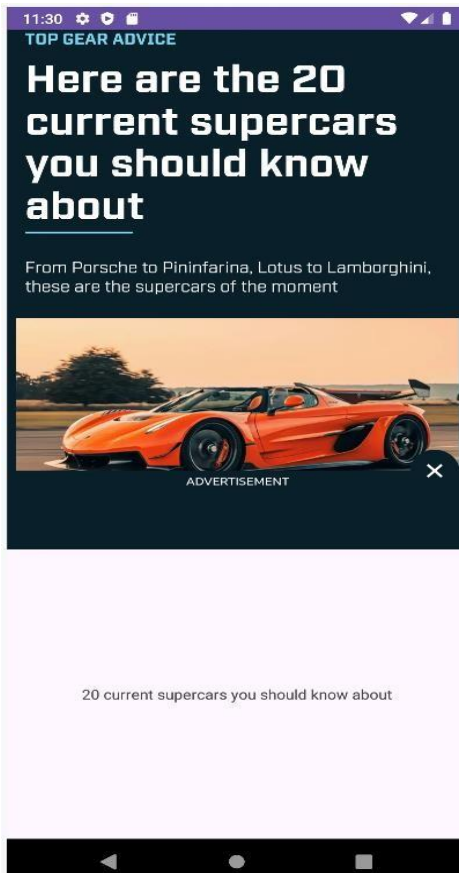 11:30
TOP GEAR ADVICE
Here are the 20
current supercars
you should know
about
From Porsche to Pininfarina, Lotus to Lamborghini,
these are the supercars of the moment
ADVERTISEMENT
20 current supercars you should know about